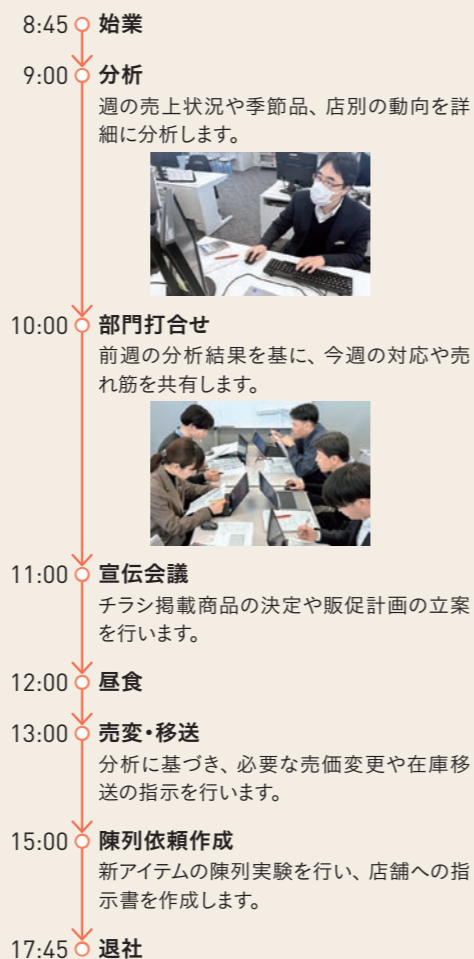 8:45 始業
9:00 分析
週の売上状況や季節品、店別の動向を詳
細に分析します。
10:00 部門打合せ
前週の分析結果を基に、今週の対応や売
れ筋を共有します。
11:00 宣伝会議
チラシ掲載商品の決定や販促計画の立案
を行います。
12:00 昼食
13:00 売変・移送
分析に基づき、必要な売価変更や在庫移
送の指示を行います。
15:00 陳列依頼作成
新アイテムの陳列実験を行い、店舗への指
示書を作成します。
17:45 退社